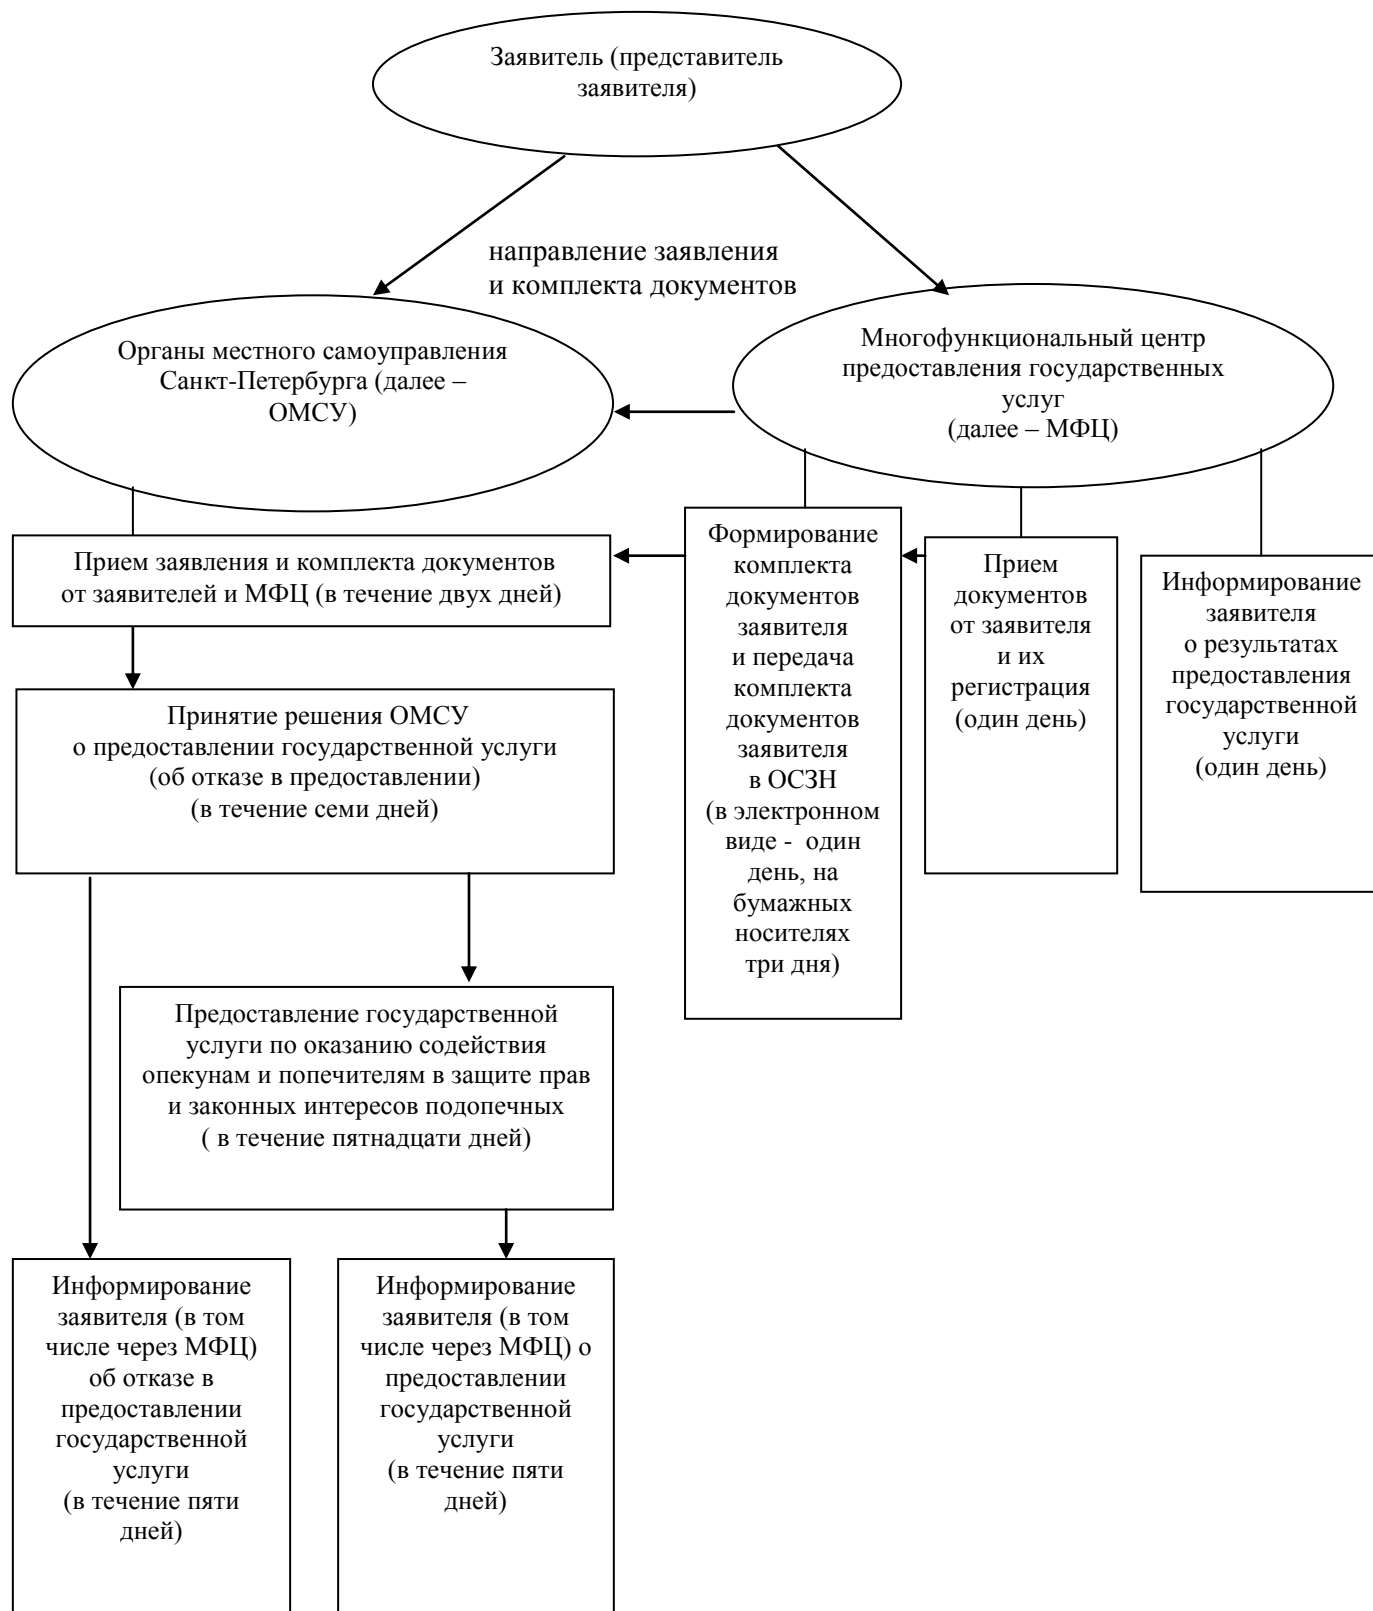 Заявитель (представитель
заявителя)
направление заявления
и комплекта документов
Органы местного самоуправления
Санкт-Петербурга (далее –
ОМСУ)
Многофункциональный центр
предоставления государственных
услуг
(далее – МФЦ)
Прием заявления и комплекта документов
от заявителей и МФЦ (в течение двух дней)
Формирование
комплекта
документов
заявителя
и передача
комплекта
документов
заявителя
в ОСЗН
(в электронном
виде - один
день, на
бумажных
носителях
три дня)
Прием
документов
от заявителя
и их
регистрация
(один день)
Информирование
заявителя
о результатах
предоставления
государственной
услуги
(один день)
Принятие решения ОМСУ
о предоставлении государственной услуги
(об отказе в предоставлении)
(в течение семи дней)
Предоставление государственной
услуги по оказанию содействия
опекунам и попечителям в защите прав
и законных интересов подопечных
( в течение пятнадцати дней)
Информирование
заявителя (в том
числе через МФЦ)
об отказе в
предоставлении
государственной
услуги
(в течение пяти
дней)
Информирование
заявителя (в том
числе через МФЦ) о
предоставлении
государственной
услуги
(в течение пяти
дней)